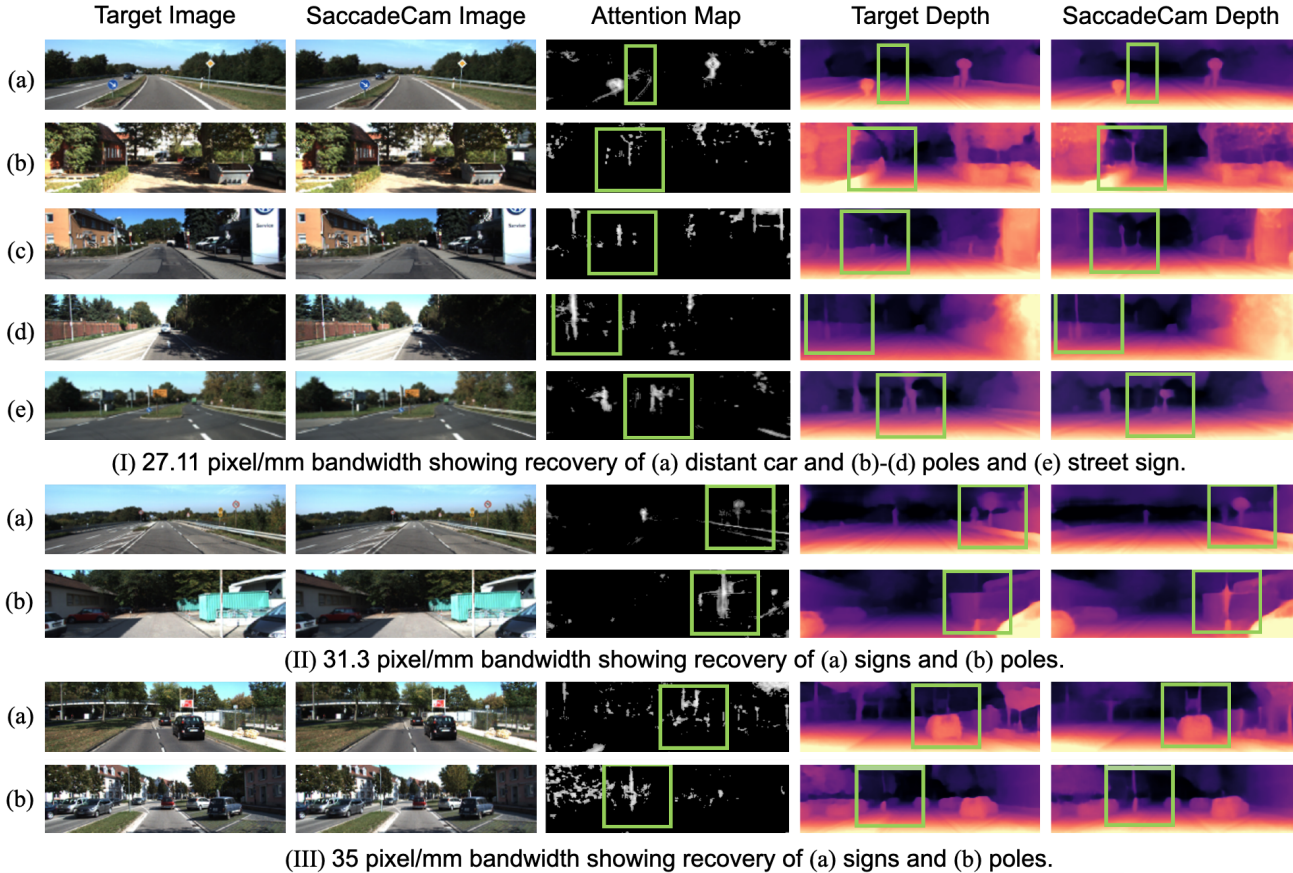 Target Image SaccadeCam Image Attention Map Target Depth SaccadeCam Depth
(a)
(b)
Service
(c)
(d)
(e)
(I) 27.11 pixel/mm bandwidth showing recovery of (a) distant car and (b)-(d) poles and (e) street sign.
(a)
(b)
(II) 31.3 pixel/mm bandwidth showing recovery of (a) signs and (b) poles.
(a)
(b)
(III) 35 pixel/mm bandwidth showing recovery of (a) signs and (b) poles.